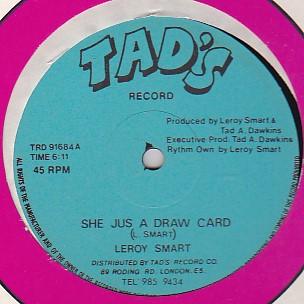 TAD'S
RECORD
Produced by Leroy Smart &
Tad A. Dawkins
Executive Prod. Tad A. Dawkins
Rythm Own by Leroy Smart
TRD 91684A
TIME 6:11
45 RPM
SHE JUS A DRAW CARD
(L. SMART)
LEROY SMART
DISTRIBUTED BY TAD'S RECORD CO.
89 RODING RD. LONDON. E5.
TEL 985 9434
ALL RIGHTS OF THE MANUFACTURER AND OF THE OWNER OF THE